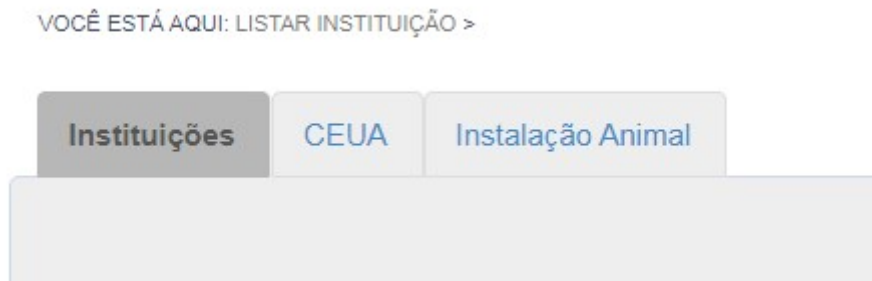 VOCÊ ESTÁ AQUI: LISTAR INSTITUIÇÃO >
Instituições CEUA Instalação Animal